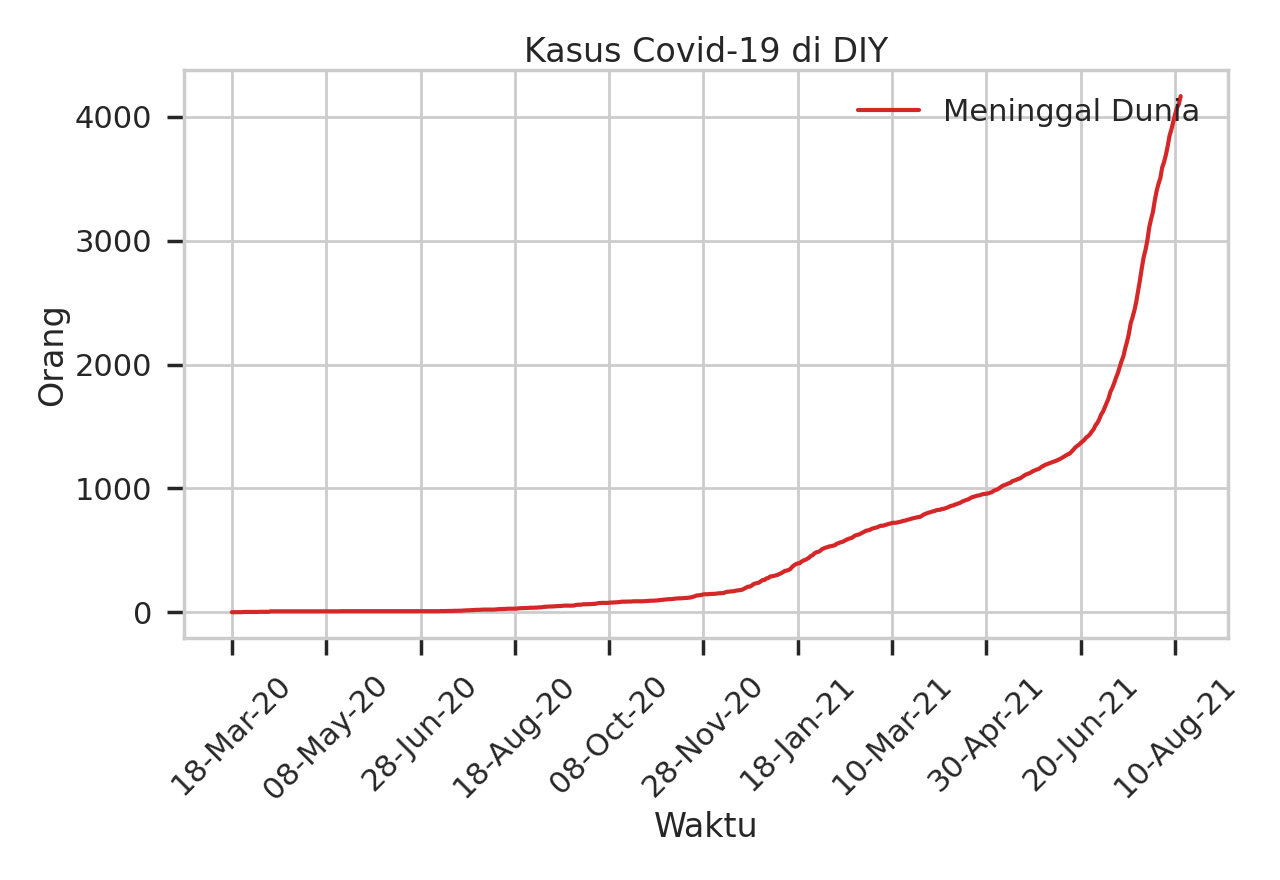 Kasus Covid-19 di DIY
Meninggal Dunia
Orang
4000
3000
2000
1000
0
18-Mar-20
08-May-20
28-Jun-20
18-Aug-20
08-Oct-20
28-Nov-20
18-Jan-21
10-Mar-21
30-Apr-21
20-Jun-21
10-Aug-21
Waktu